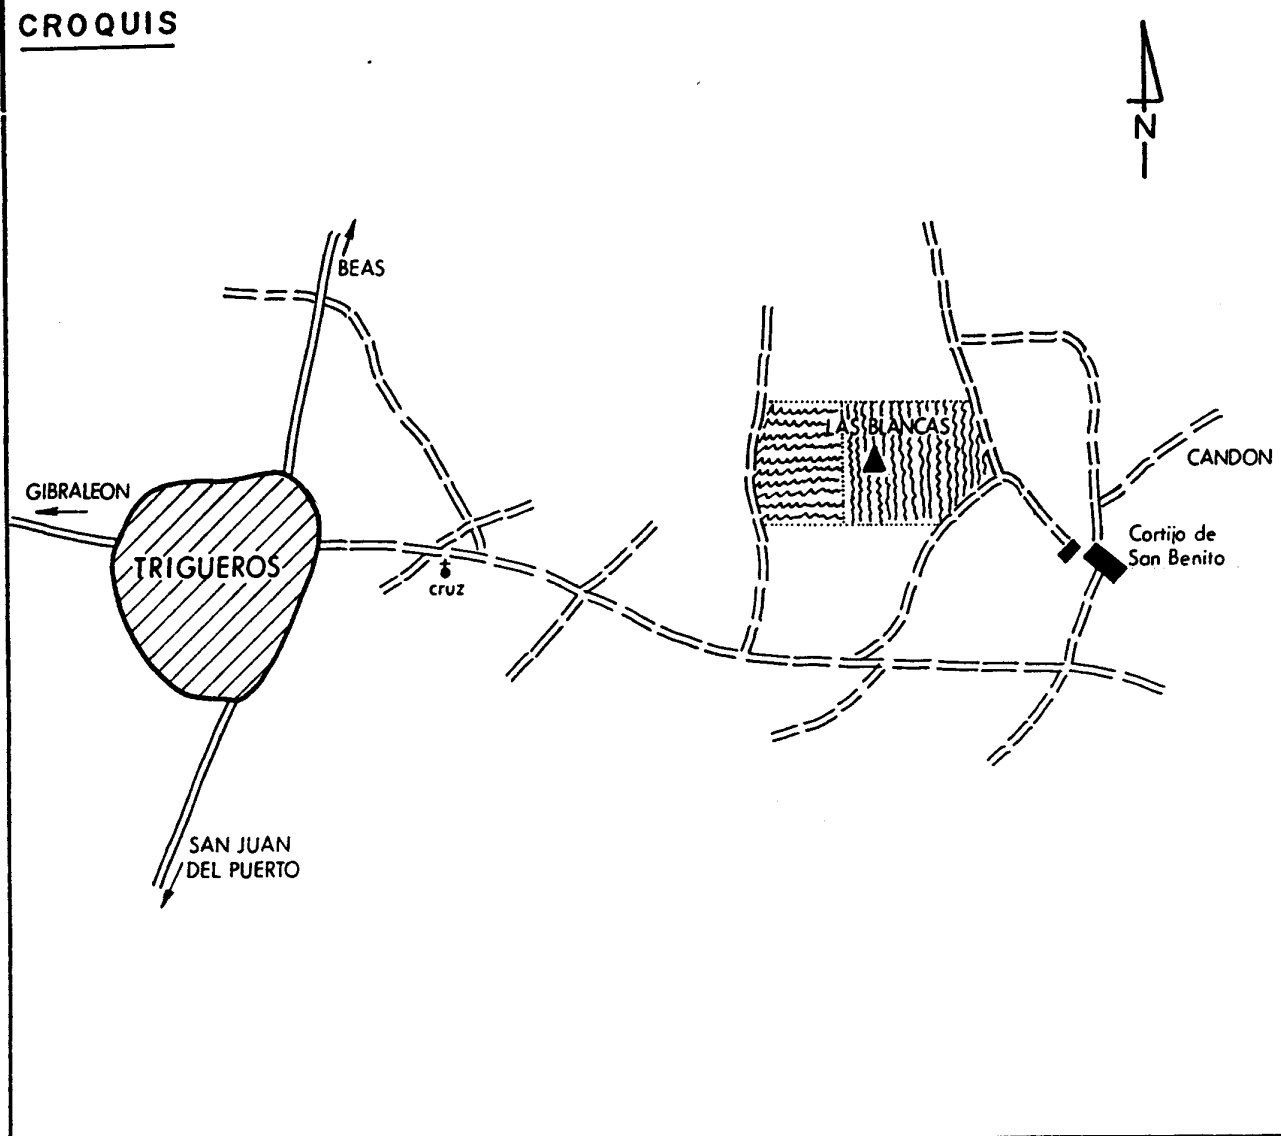 CROQUIS
N
BEAS
LAS BLANCAS
CANDON
GIBRALEON
Cortijo de
San Benito
TRIGUEROS
cruz
SAN JUAN
DEL PUERTO